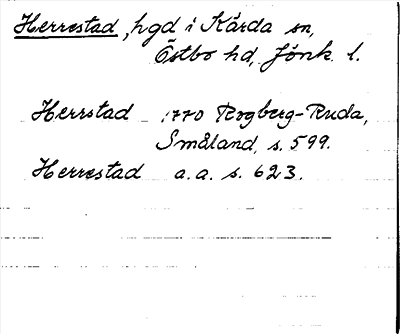 Herrestad, hgd i Kärda sn,
Östbo hd, Jönk. l.
Herrstad 1770 Rogberg-Ruda,
Småland, s. 599.
Herrestad a.a. s. 623.